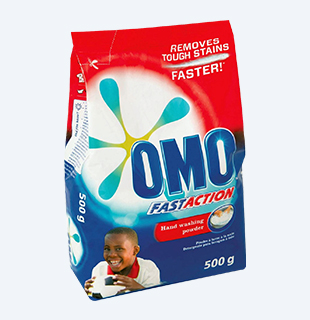 REMOVES
TOUGH STAINS
FASTER!*
OMO
FASTACTION
Hand washing
powder
500 g
500 g